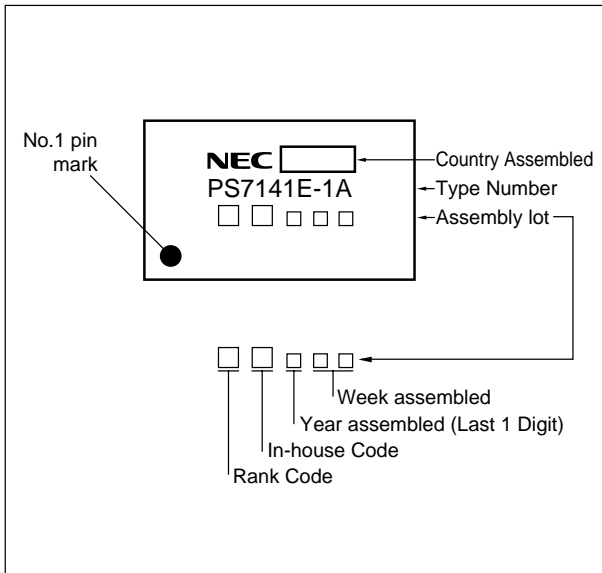 No.1 pin
mark
NEC
Country Assembled
PS7141E-1A
Type Number
Assembly lot
Week assembled
Year assembled (Last 1 Digit)
In-house Code
Rank Code